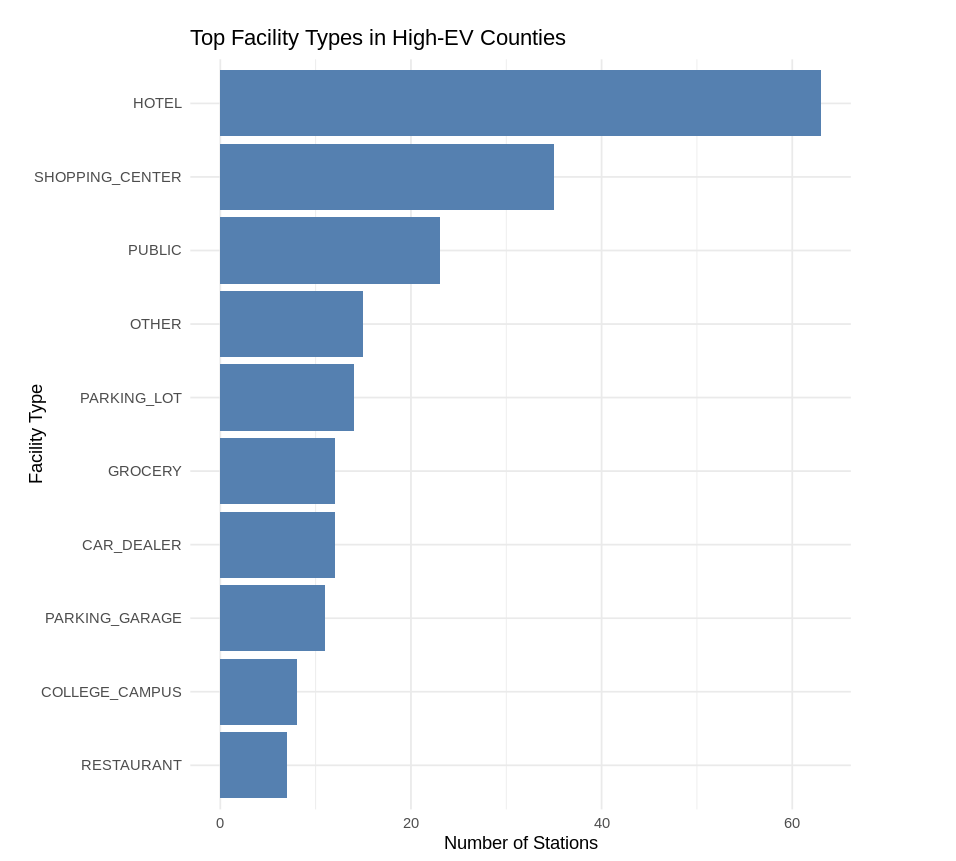 Top Facility Types in High-EV Counties
HOTEL
SHOPPING_CENTER
PUBLIC
OTHER
PARKING_LOT
GROCERY
CAR_DEALER
PARKING_GARAGE
COLLEGE_CAMPUS
RESTAURANT
Facility Type
0 20 40 60
Number of Stations